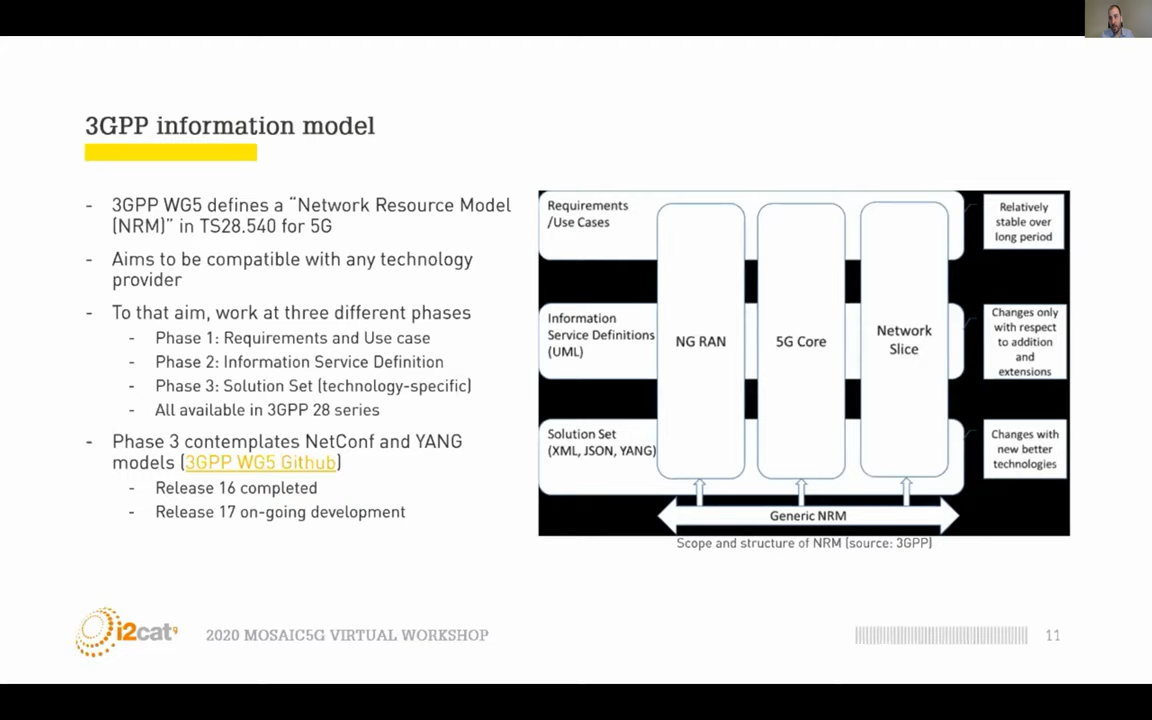 3GPP information model
- 3GPP WG5 defines a “Network Resource Model
(NRM)” in TS28.540 for 5G
- Aims to be compatible with any technology
provider
- To that aim, work at three different phases
- Phase 1: Requirements and Use case
- Phase 2: Information Service Definition
- Phase 3: Solution Set (technology-specific)
- All available in 3GPP 28 series
- Phase 3 contemplates NetConf and YANG
models (3GPP WG5 Github)
- Release 16 completed
- Release 17 on-going development
Requirements
/Use Cases
Information
Service Definitions
(UML)
Solution Set
(XML, JSON, YANG)
NG RAN
5G Core
Network
Slice
Relatively
stable over
long period
Changes only
with respect
to addition
and
extensions
Changes with
new better
technologies
Generic NRM
Scope and structure of NRM (source: 3GPP)
i2cat
2020 MOSAIC5G VIRTUAL WORKSHOP
11